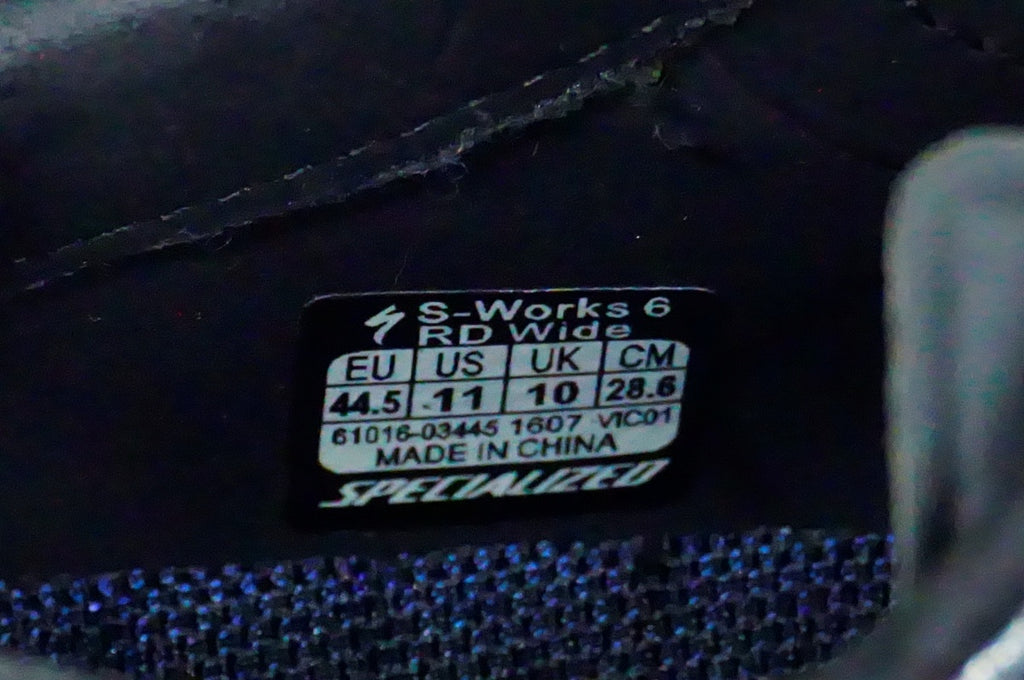 S-Works 6
RD Wide
EU US UK CM
44.5 11 10 28.6
61016-03445 1607 VIC01
MADE IN CHINA
SPECIALIZED